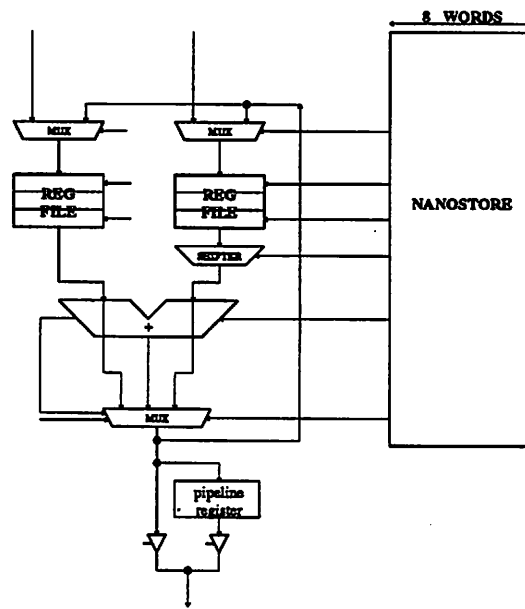 8 WORDS
MUX
MUX
REG
FILE
REG
FILE
NANOSTORE
SHIFTER
+
MUX
pipeline
register